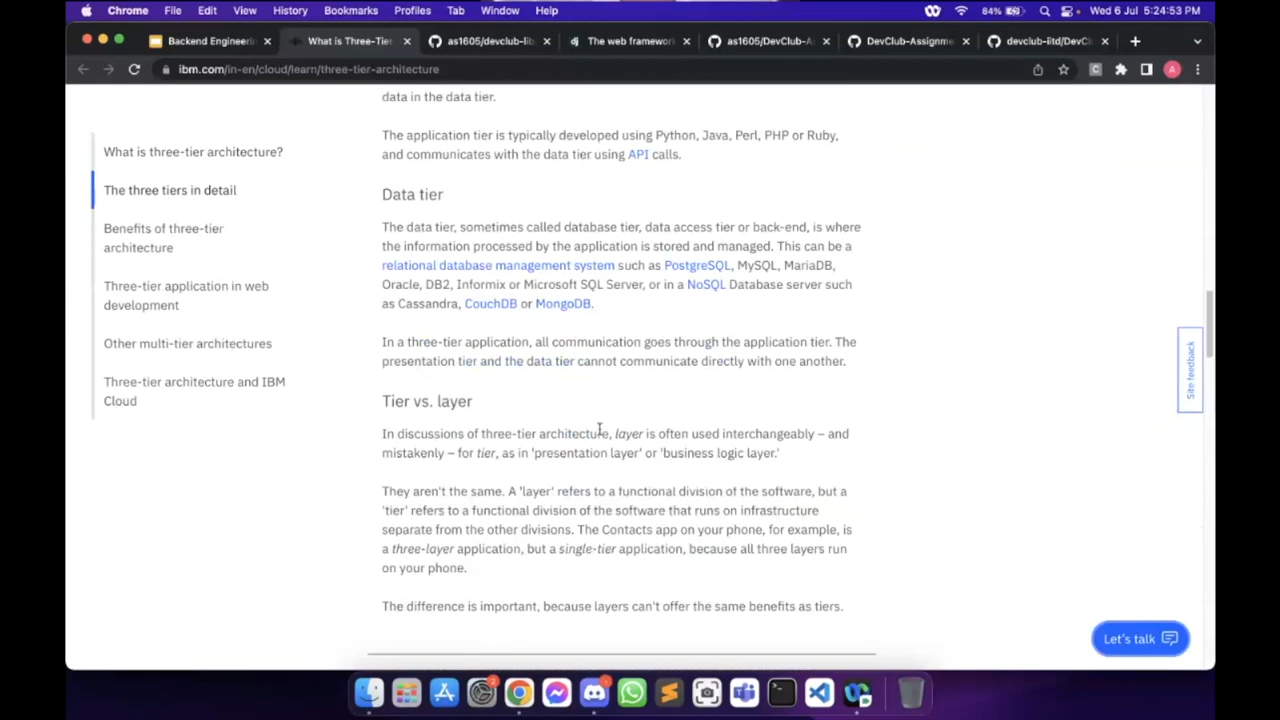 Chrome File Edit View History Bookmarks Profiles Tab Window Help 84% Wed 6 Jul 5:24:53 PM
Backend Engineerin × What is Three-Tier × as1605/devclub-lib × The web framewor × as1605/DevClub-A × DevClub-Assignme × devclub-iitd/DevCl ×
ibm.com/in-en/cloud/learn/three-tier-architecture
data in the data tier.
The application tier is typically developed using Python, Java, Perl, PHP or Ruby,
and communicates with the data tier using API calls.
What is three-tier architecture?
The three tiers in detail
Benefits of three-tier
architecture
Three-tier application in web
development
Other multi-tier architectures
Three-tier architecture and IBM
Cloud
Data tier
The data tier, sometimes called database tier, data access tier or back-end, is where
the information processed by the application is stored and managed. This can be a
relational database management system such as PostgreSQL, MySQL, MariaDB,
Oracle, DB2, Informix or Microsoft SQL Server, or in a NoSQL Database server such
as Cassandra, CouchDB or MongoDB.
In a three-tier application, all communication goes through the application tier. The
presentation tier and the data tier cannot communicate directly with one another.
Tier vs. layer
In discussions of three-tier architecture, layer is often used interchangeably – and
mistakenly – for tier, as in 'presentation layer' or 'business logic layer.'
They aren't the same. A 'layer' refers to a functional division of the software, but a
'tier' refers to a functional division of the software that runs on infrastructure
separate from the other divisions. The Contacts app on your phone, for example, is
a three-layer application, but a single-tier application, because all three layers run
on your phone.
The difference is important, because layers can't offer the same benefits as tiers.
Site feedback
Let's talk